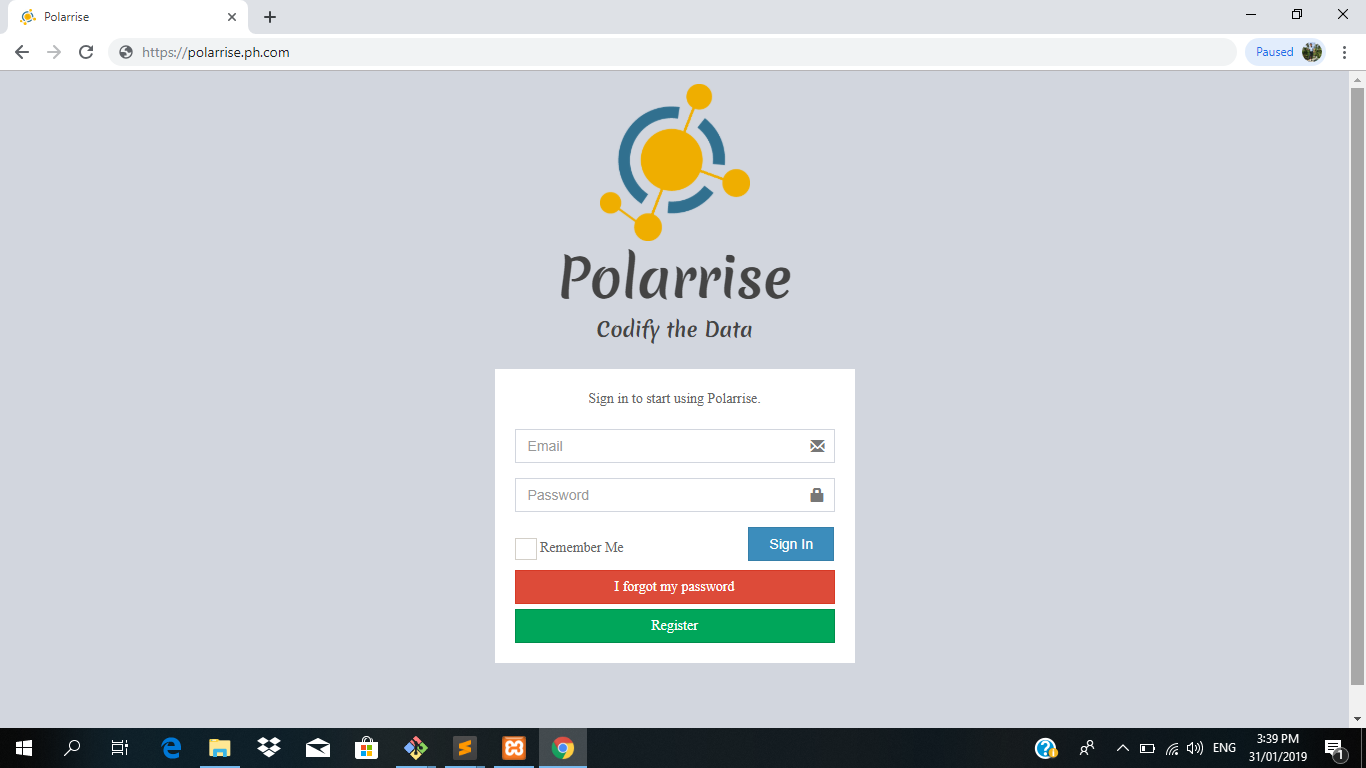 Polarrise
Paused
https://polarrise.ph.com
Polarrise
Codify the Data
Sign in to start using Polarrise.
Email
Password
Remember Me
Sign In
I forgot my password
Register
ENG
3:39 PM
31/01/2019
1